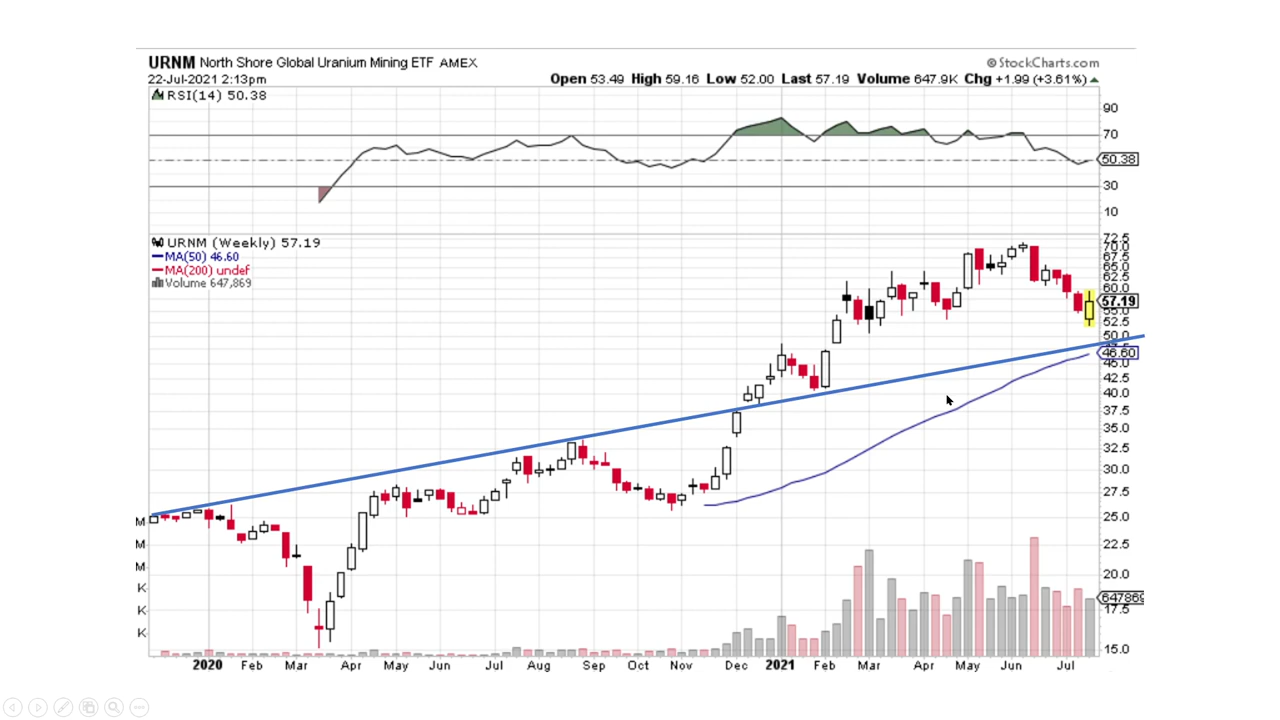 URNM North Shore Global Uranium Mining ETF AMEX
© StockCharts.com
22-Jul-2021 2:13pm
Open 53.49 High 59.16 Low 52.00 Last 57.19 Volume 647.9K Chg +1.99 (+3.61%)
RSI(14) 50.38
90
70
50.38
30
10
URNM (Weekly) 57.19
MA(50) 46.60
MA(200) undef
Volume 647,869
72.5
70.0
67.5
65.0
62.5
60.0
57.19
55.0
52.5
50.0
46.60
45.0
42.5
40.0
37.5
35.0
32.5
30.0
27.5
25.0
22.5
20.0
647869
17.5
15.0
M
M
M
K
K
K
2020 Feb Mar Apr May Jun Jul Aug Sep Oct Nov Dec 2021 Feb Mar Apr May Jun Jul